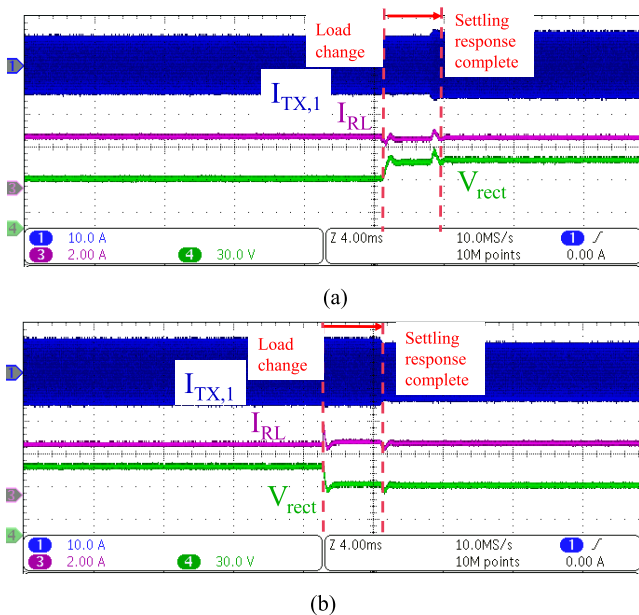 Load
change
Settling
response
complete
1
I_TX,1
I_RL
3
V_rect
4
1 10.0 A
3 2.00 A 4 30.0 V
Z 4.00ms 10.0MS/s 1
10M points 0.00 A
(a)
Load
change
Settling
response
complete
1
I_TX,1
I_RL
3
V_rect
4
1 10.0 A
3 2.00 A 4 30.0 V
Z 4.00ms 10.0MS/s 1
10M points 0.00 A
(b)